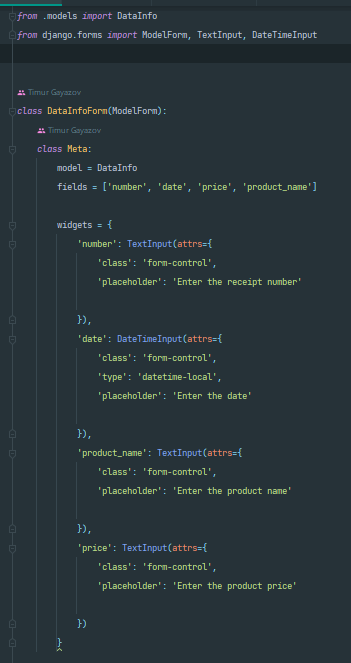 from .models import DataInfo
from django.forms import ModelForm, TextInput, DateTimeInput
Timur Gayazov
class DataInfoForm(ModelForm):
Timur Gayazov
class Meta:
model = DataInfo
fields = ['number', 'date', 'price', 'product_name']
widgets = {
'number': TextInput(attrs={
'class': 'form-control',
'placeholder': 'Enter the receipt number'
}),
'date': DateTimeInput(attrs={
'class': 'form-control',
'type': 'datetime-local',
'placeholder': 'Enter the date'
}),
'product_name': TextInput(attrs={
'class': 'form-control',
'placeholder': 'Enter the product name'
}),
'price': TextInput(attrs={
'class': 'form-control',
'placeholder': 'Enter the product price'
})
}